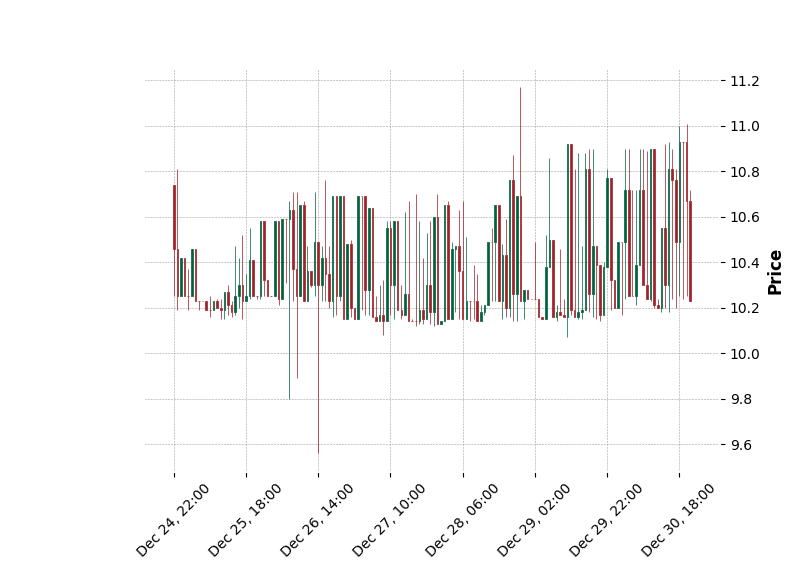 11.2
11.0
10.8
10.6
10.4
10.2
10.0
9.8
9.6
Price
Dec 24, 22:00
Dec 25, 18:00
Dec 26, 14:00
Dec 27, 10:00
Dec 28, 06:00
Dec 29, 02:00
Dec 29, 22:00
Dec 30, 18:00